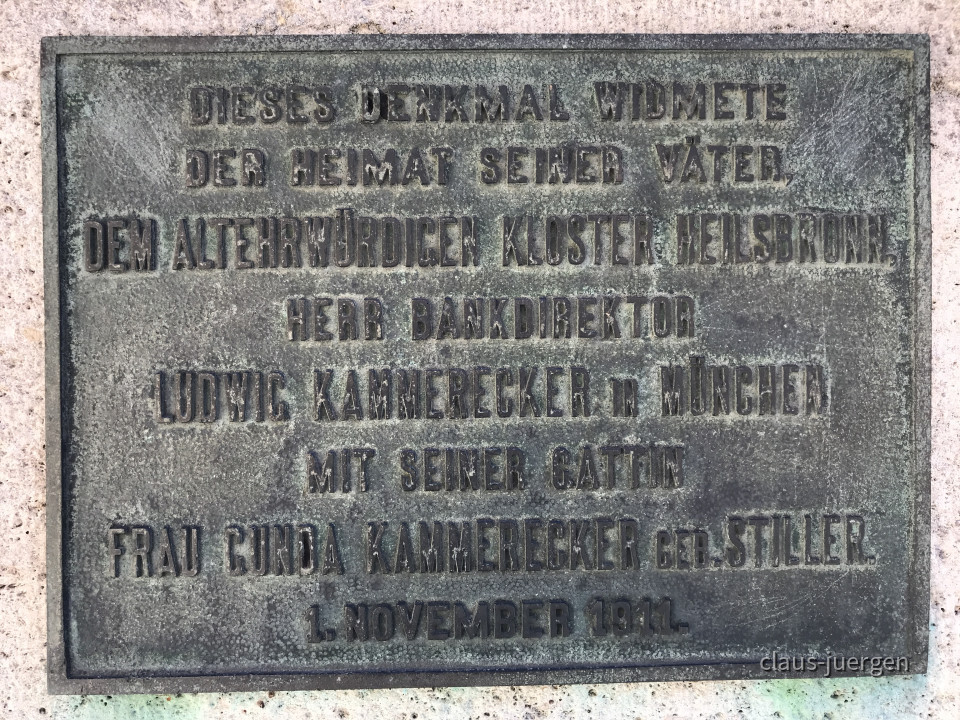 DIESES DENKMAL WIDMETE
DER HEIMAT SEINER VÄTER,
DEM ALTEHRWÜRDIGEN KLOSTER HEILSBRONN,
HERR BANKDIREKTOR
LUDWIG KAMMERECKER IN MÜNCHEN
MIT SEINER GATTIN
FRAU GUNDA KAMMERECKER GEB. STILLER.
1. NOVEMBER 1911.
claus-juergen